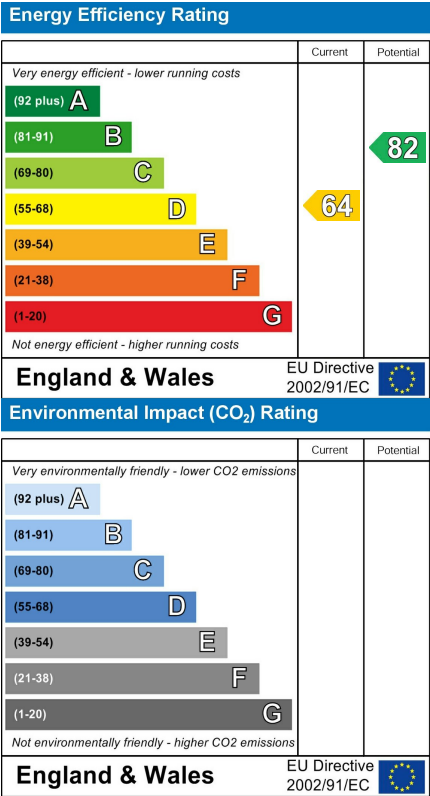 Energy Efficiency Rating
Current Potential
Very energy efficient - lower running costs
(92 plus) A
(81-91) B
82
(69-80) C
(55-68) D
64
(39-54) E
(21-38) F
(1-20) G
Not energy efficient - higher running costs
England & Wales
EU Directive
2002/91/EC
Environmental Impact (CO₂) Rating
Current Potential
Very environmentally friendly - lower CO2 emissions
(92 plus) A
(81-91) B
(69-80) C
(55-68) D
(39-54) E
(21-38) F
(1-20) G
Not environmentally friendly - higher CO2 emissions
England & Wales
EU Directive
2002/91/EC